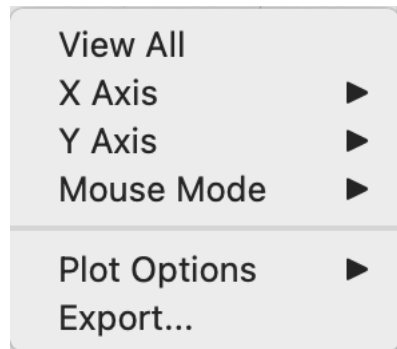 View All
X Axis
Y Axis
Mouse Mode
Plot Options
Export...